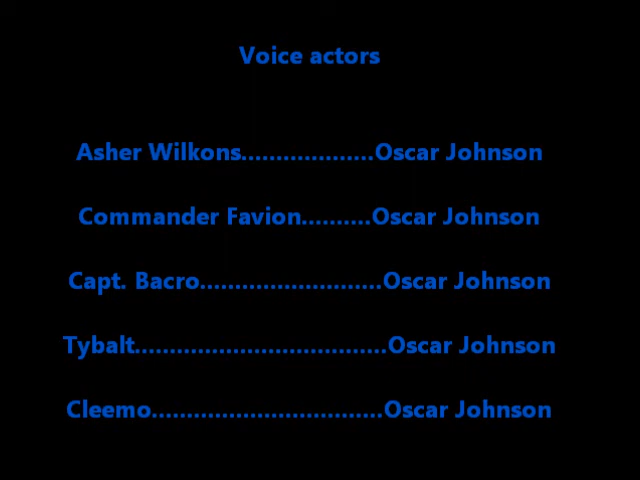 Voice actors
Asher Wilkons...................Oscar Johnson
Commander Favion..........Oscar Johnson
Capt. Bacro..........................Oscar Johnson
Tybalt....................................Oscar Johnson
Cleemo.................................Oscar Johnson